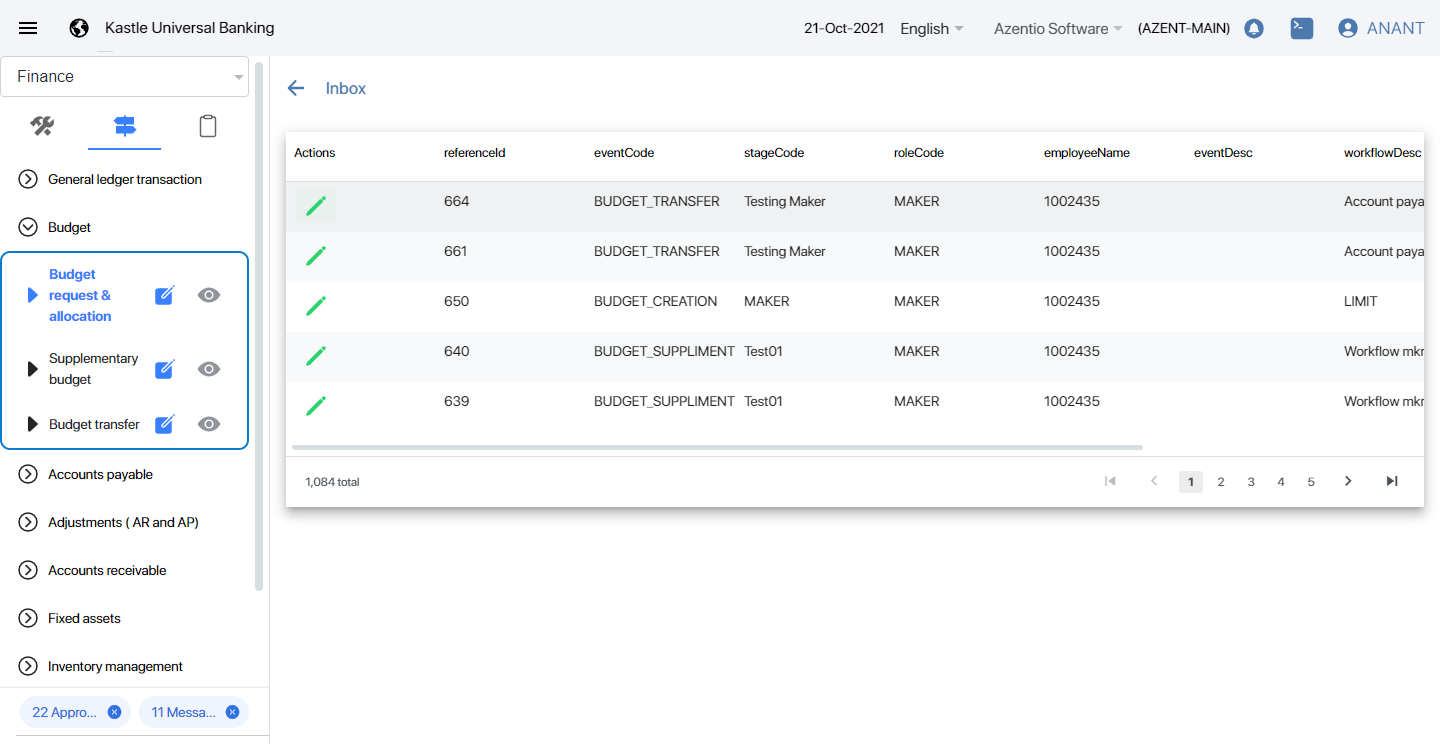 Kastle Universal Banking
21-Oct-2021 English Azentio Software (AZENT-MAIN) ANANT
Finance
General ledger transaction
Budget
Budget
request &
allocation
Supplementary
budget
Budget transfer
Accounts payable
Adjustments ( AR and AP)
Accounts receivable
Fixed assets
Inventory management
22 Appro... 11 Messa...
Inbox
Actions referenceId eventCode stageCode roleCode employeeName eventDesc workflowDesc
664 BUDGET_TRANSFER Testing Maker MAKER 1002435 Account paya
661 BUDGET_TRANSFER Testing Maker MAKER 1002435 Account paya
650 BUDGET_CREATION MAKER MAKER 1002435 LIMIT
640 BUDGET_SUPPLIMENT Test01 MAKER 1002435 Workflow mkr
639 BUDGET_SUPPLIMENT Test01 MAKER 1002435 Workflow mkr
1,084 total 1 2 3 4 5